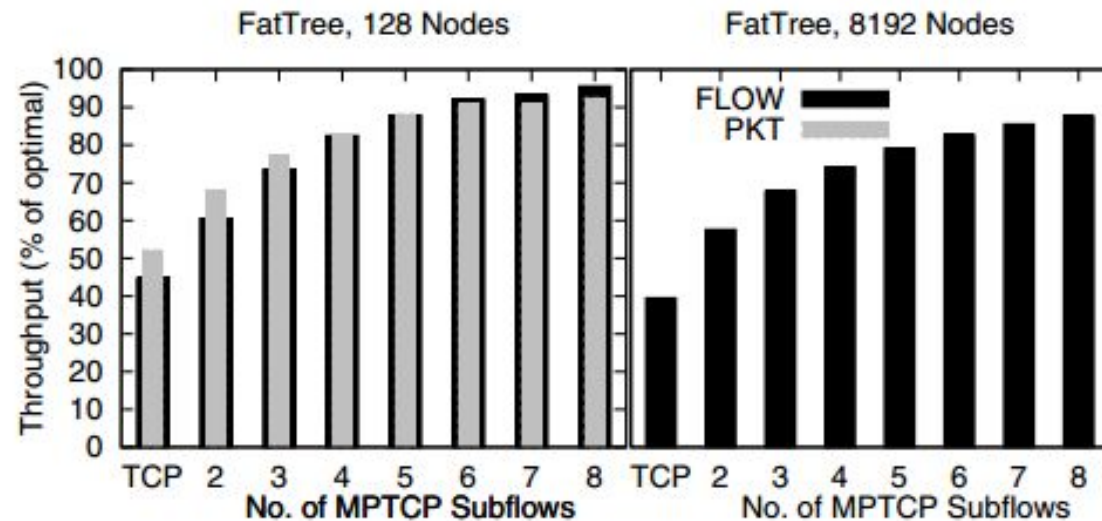 FatTree, 128 Nodes
FatTree, 8192 Nodes
Throughput (% of optimal)
100
90
80
70
60
50
40
30
20
10
0
FLOW
PKT
TCP 2 3 4 5 6 7 8
No. of MPTCP Subflows
TCP 2 3 4 5 6 7 8
No. of MPTCP Subflows